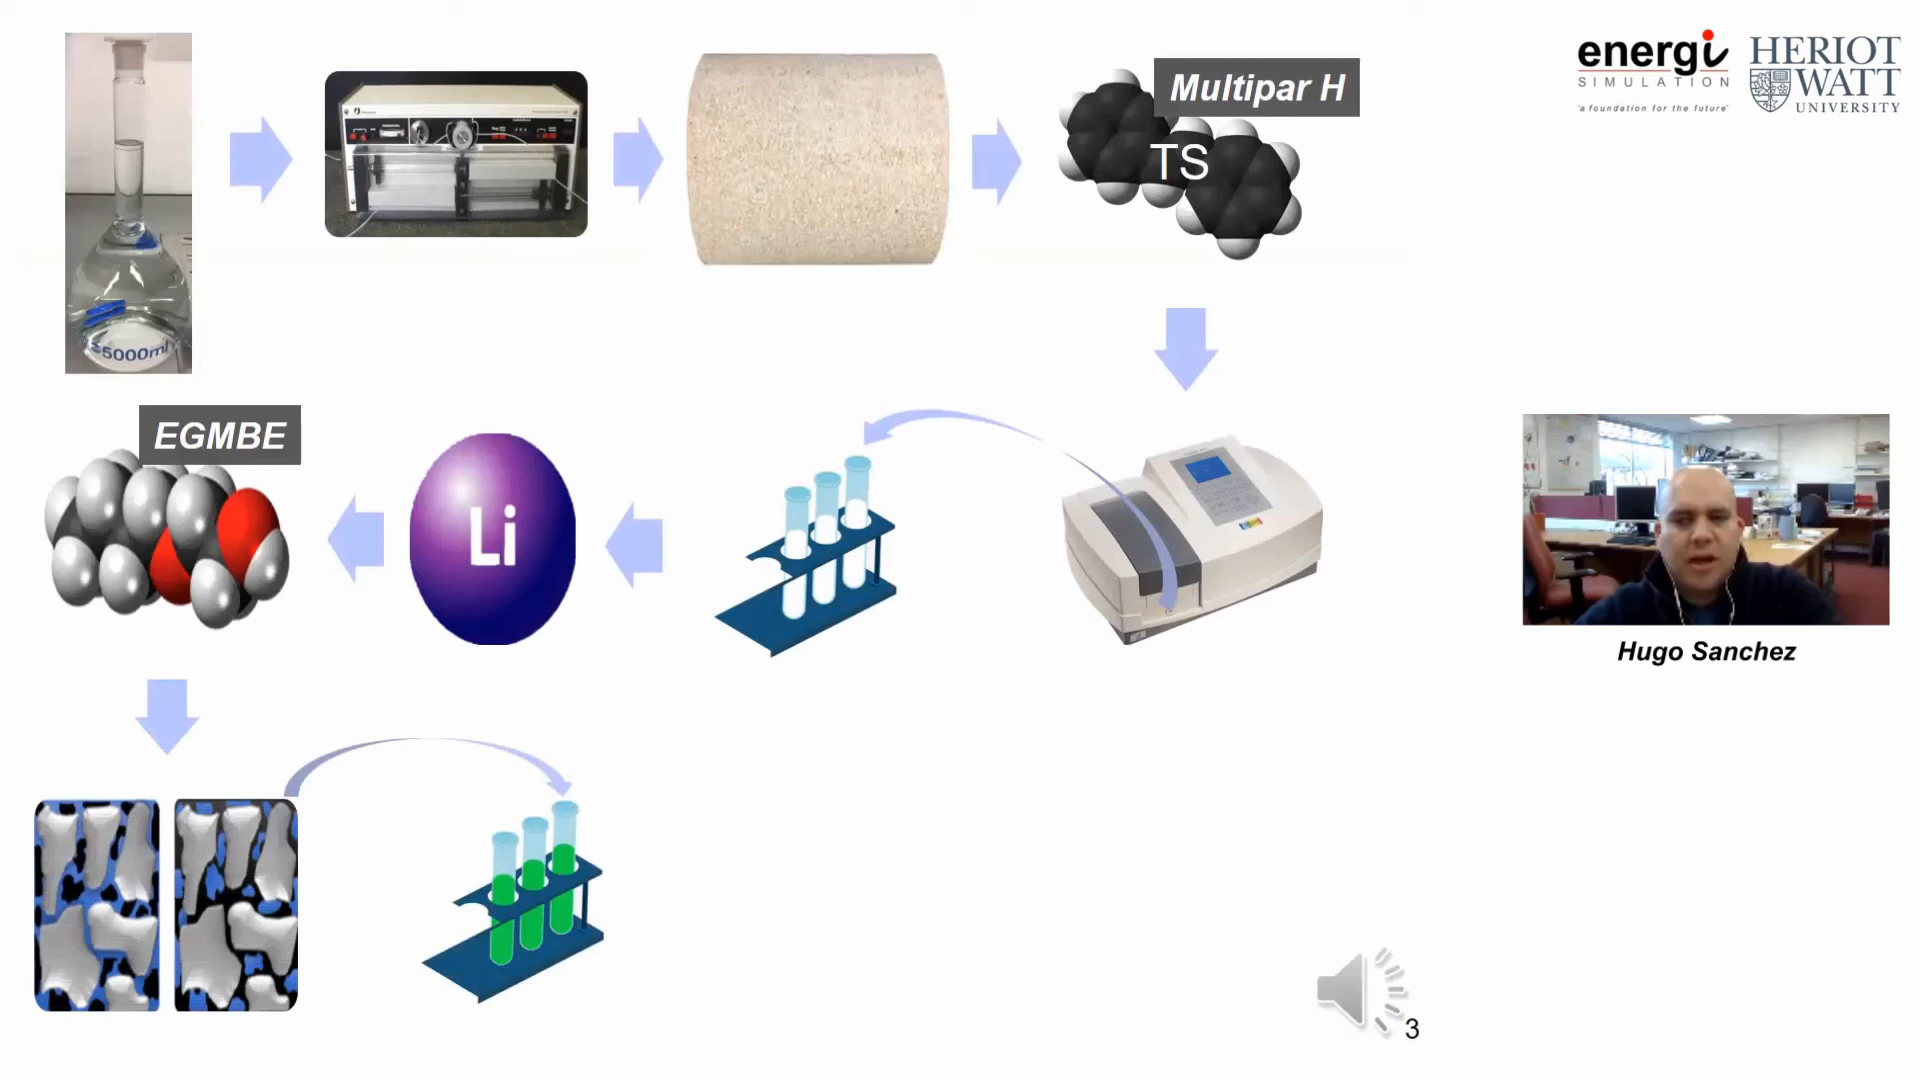 Multipar H
TS
energi
SIMULATION
'a foundation for the future'
HERIOT
WATT
UNIVERSITY
5000ml
EGMBE
Li
Hugo Sanchez
3